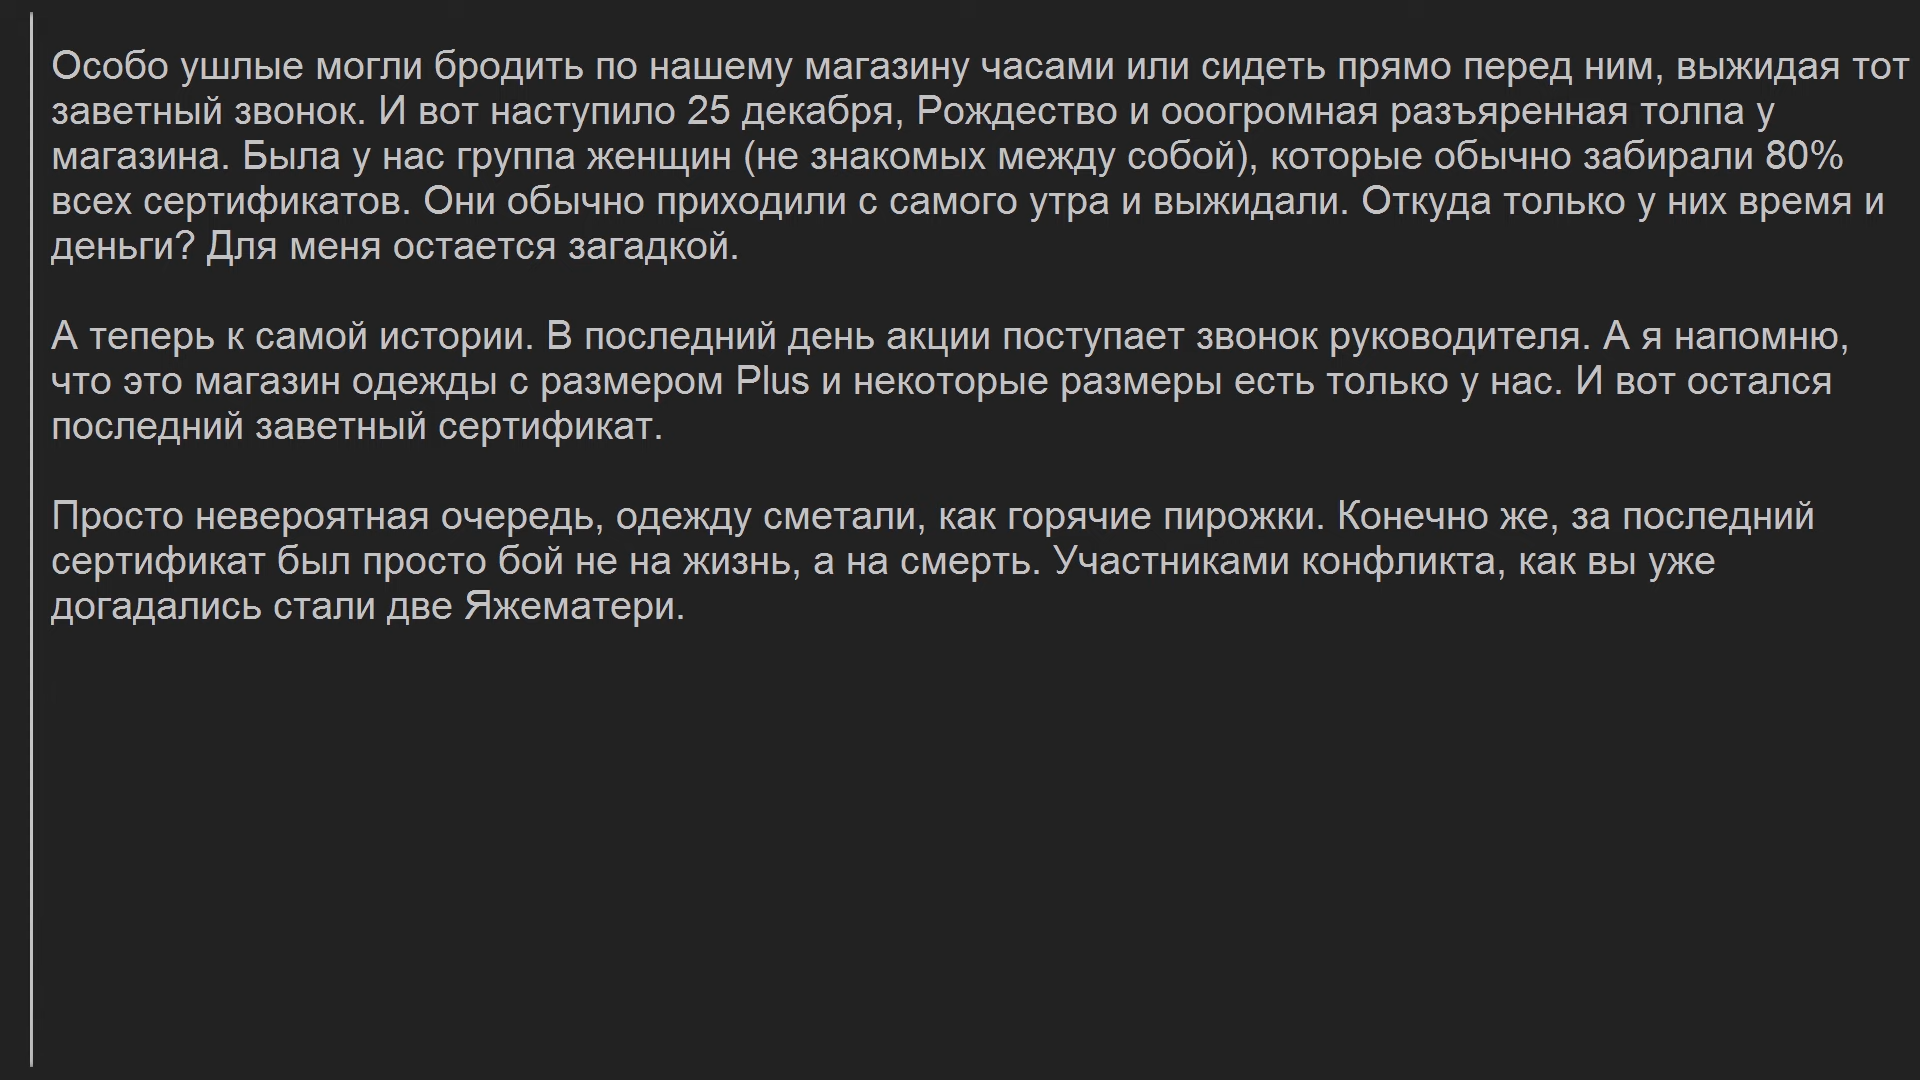 Особо ушлые могли бродить по нашему магазину часами или сидеть прямо перед ним, выжидая тот
заветный звонок. И вот наступило 25 декабря, Рождество и ооогромная разъяренная толпа у
магазина. Была у нас группа женщин (не знакомых между собой), которые обычно забирали 80%
всех сертификатов. Они обычно приходили с самого утра и выжидали. Откуда только у них время и
деньги? Для меня остается загадкой.
А теперь к самой истории. В последний день акции поступает звонок руководителя. А я напомню,
что это магазин одежды с размером Plus и некоторые размеры есть только у нас. И вот остался
последний заветный сертификат.
Просто невероятная очередь, одежду сметали, как горячие пирожки. Конечно же, за последний
сертификат был просто бой не на жизнь, а на смерть. Участниками конфликта, как вы уже
догадались стали две Яжематери.